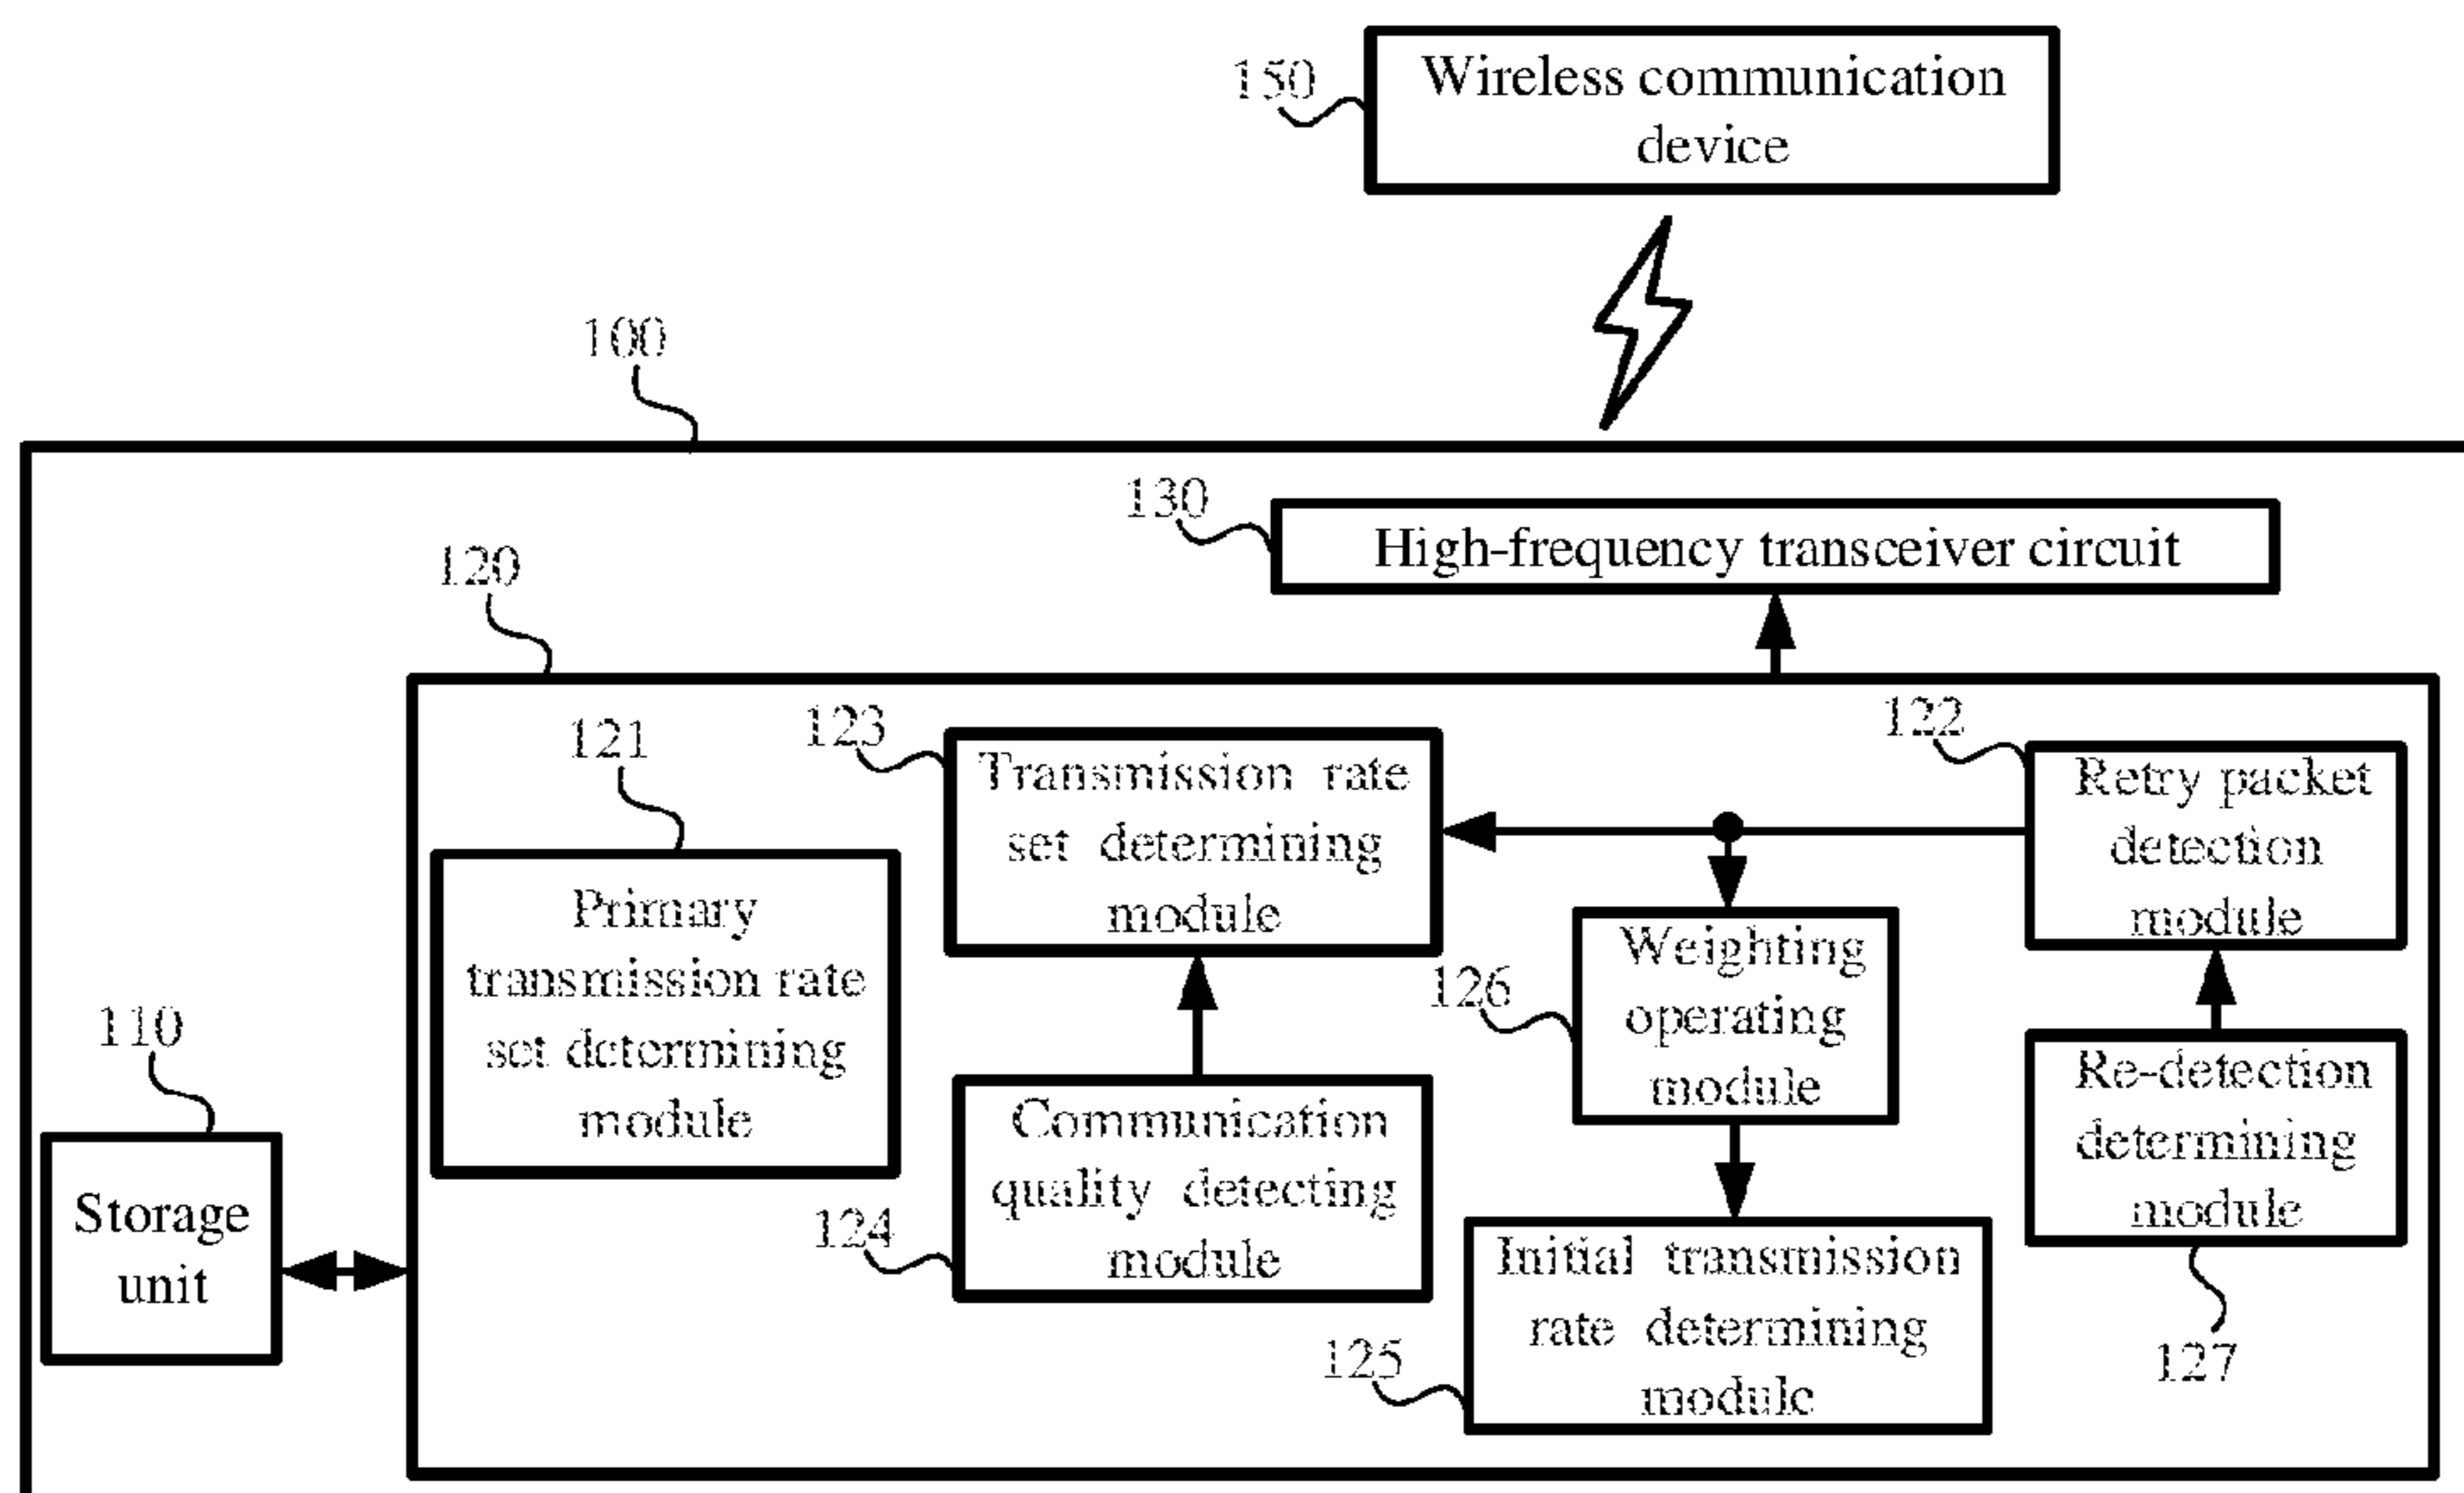 150
Wireless communication
device
100
130
High-frequency transceiver circuit
120
123
Transmission rate
set determining
module
122
Retry packet
detection
module
121
Primary
transmission rate
set determining
module
126
Weighting
operating
module
110
Storage
unit
124
Communication
quality detecting
module
Re-detection
determining
module
127
125
Initial transmission
rate determining
module